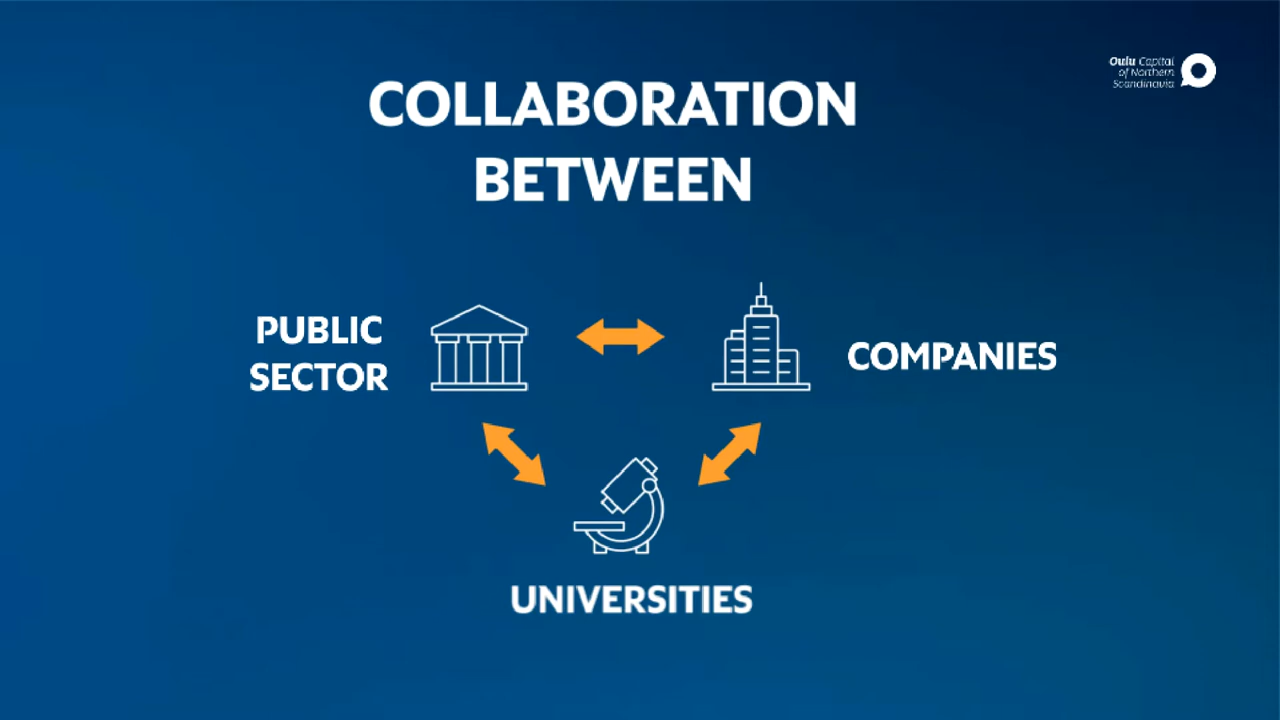 Oulu Capital
of Northern
Scandinavia
COLLABORATION
BETWEEN
PUBLIC
SECTOR
COMPANIES
UNIVERSITIES